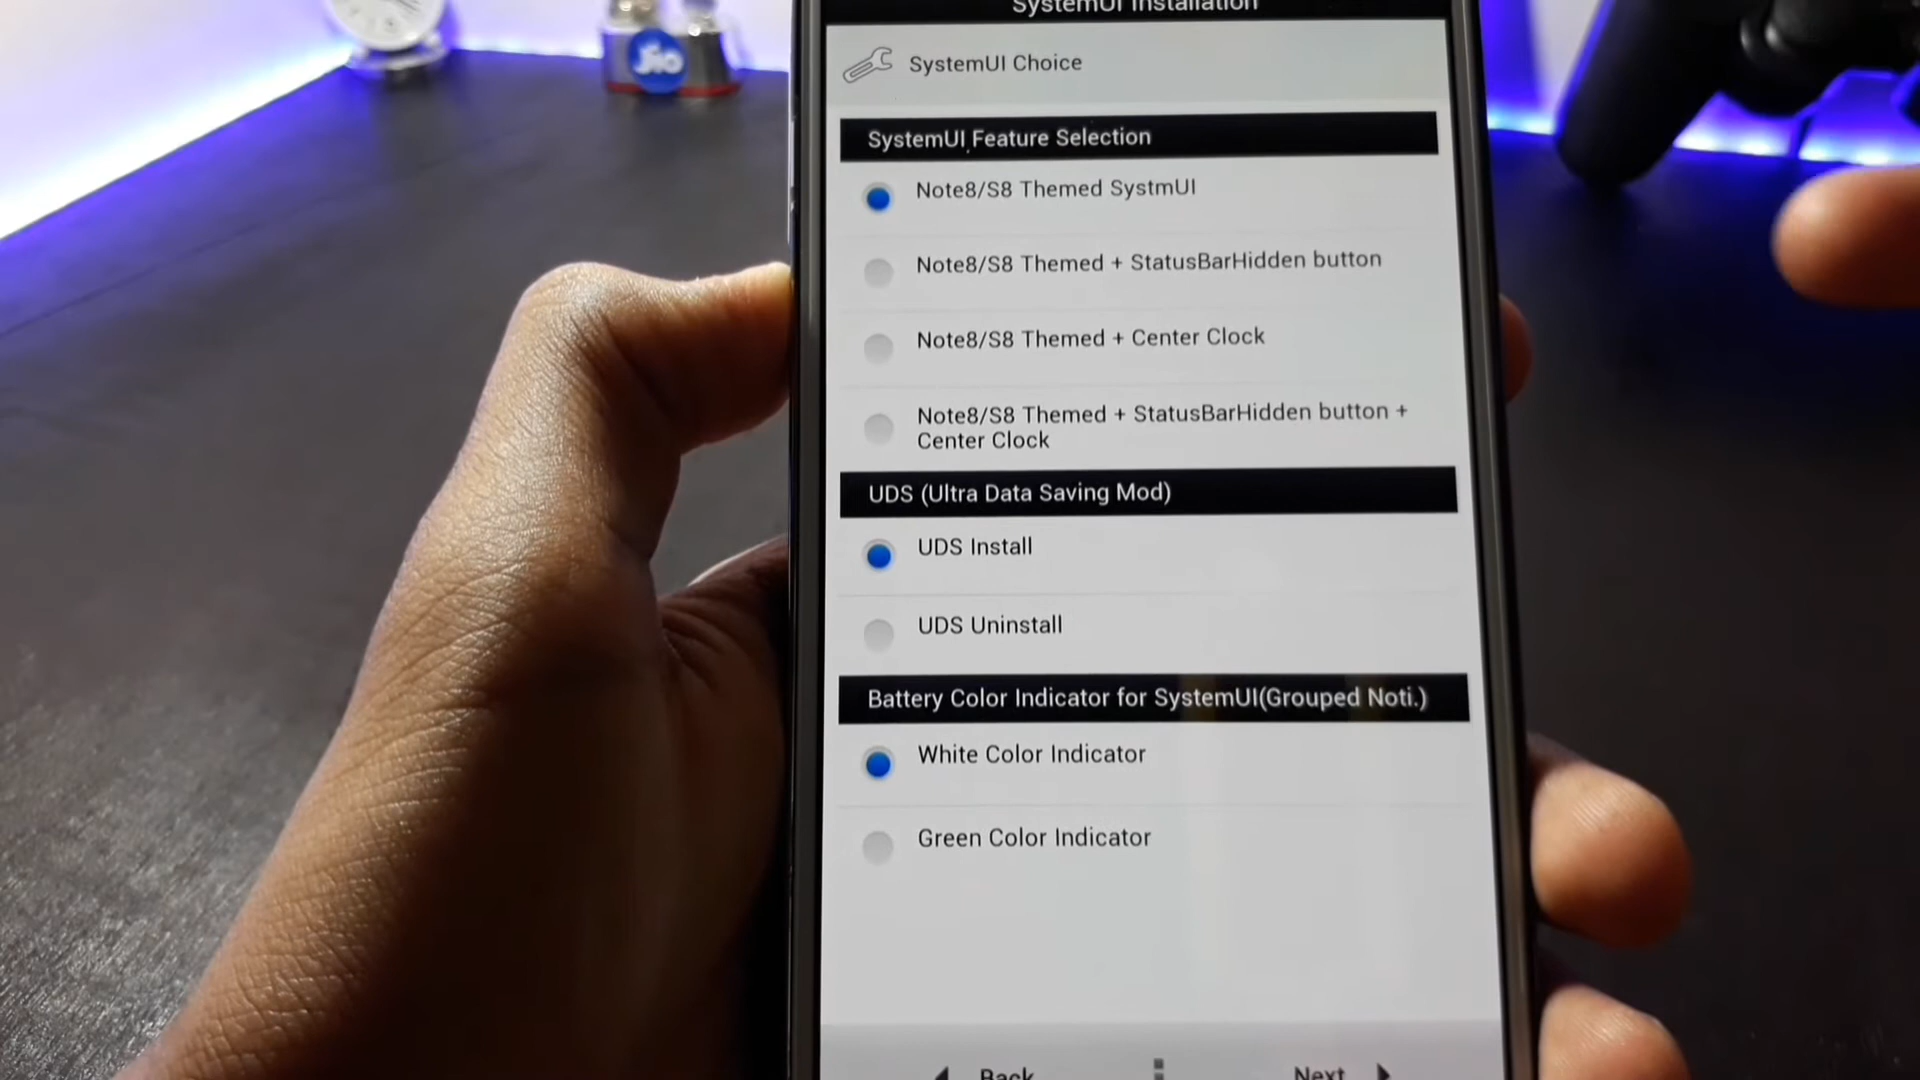 Jio
SystemUI Installation
SystemUI Choice
SystemUI Feature Selection
Note8/S8 Themed SystmUI
Note8/S8 Themed + StatusBarHidden button
Note8/S8 Themed + Center Clock
Note8/S8 Themed + StatusBarHidden button +
Center Clock
UDS (Ultra Data Saving Mod)
UDS Install
UDS Uninstall
Battery Color Indicator for SystemUI(Grouped Noti.)
White Color Indicator
Green Color Indicator
Back
Next